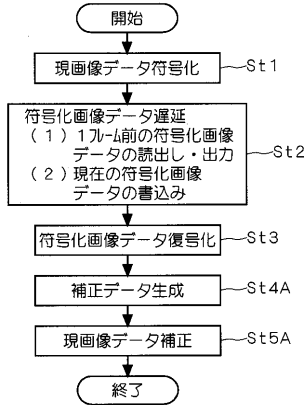 開始
現画像データ符号化 St1
符号化画像データ遅延
(1)1フレーム前の符号化画像
データの読出し・出力
(2)現在の符号化画像
データの書込み
St2
符号化画像データ復号化 St3
補正データ生成 St4A
現画像データ補正 St5A
終了